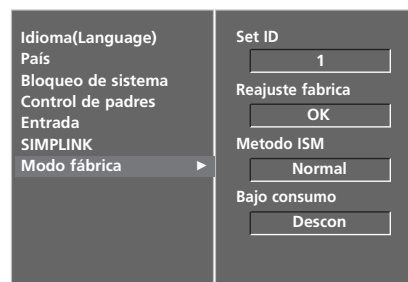 Idioma(Language)
País
Bloqueo de sistema
Control de padres
Entrada
SIMPLINK
Modo fábrica ►
Set ID
1
Reajuste fabrica
OK
Metodo ISM
Normal
Bajo consumo
Descon